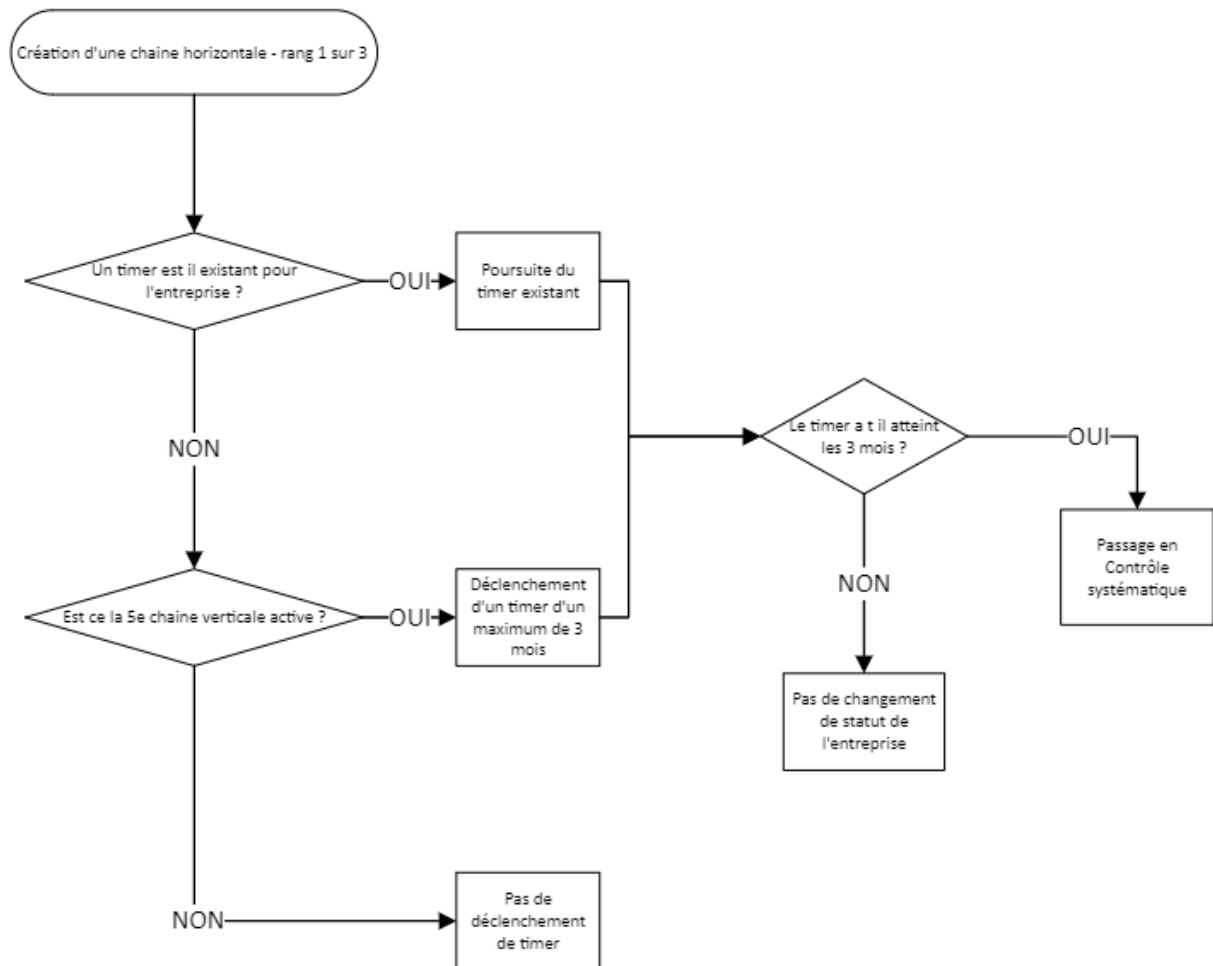 Création d'une chaine horizontale - rang 1 sur 3
Un timer est il existant pour
l'entreprise ?
OUI
Poursuite du
timer existant
NON
Le timer a t il atteint
les 3 mois ?
OUI
Passage en
Contrôle
systématique
NON
Pas de changement
de statut de
l'entreprise
Est ce la 5e chaine verticale active ?
OUI
Déclenchement
d'un timer d'un
maximum de 3
mois
NON
Pas de
déclenchement
de timer